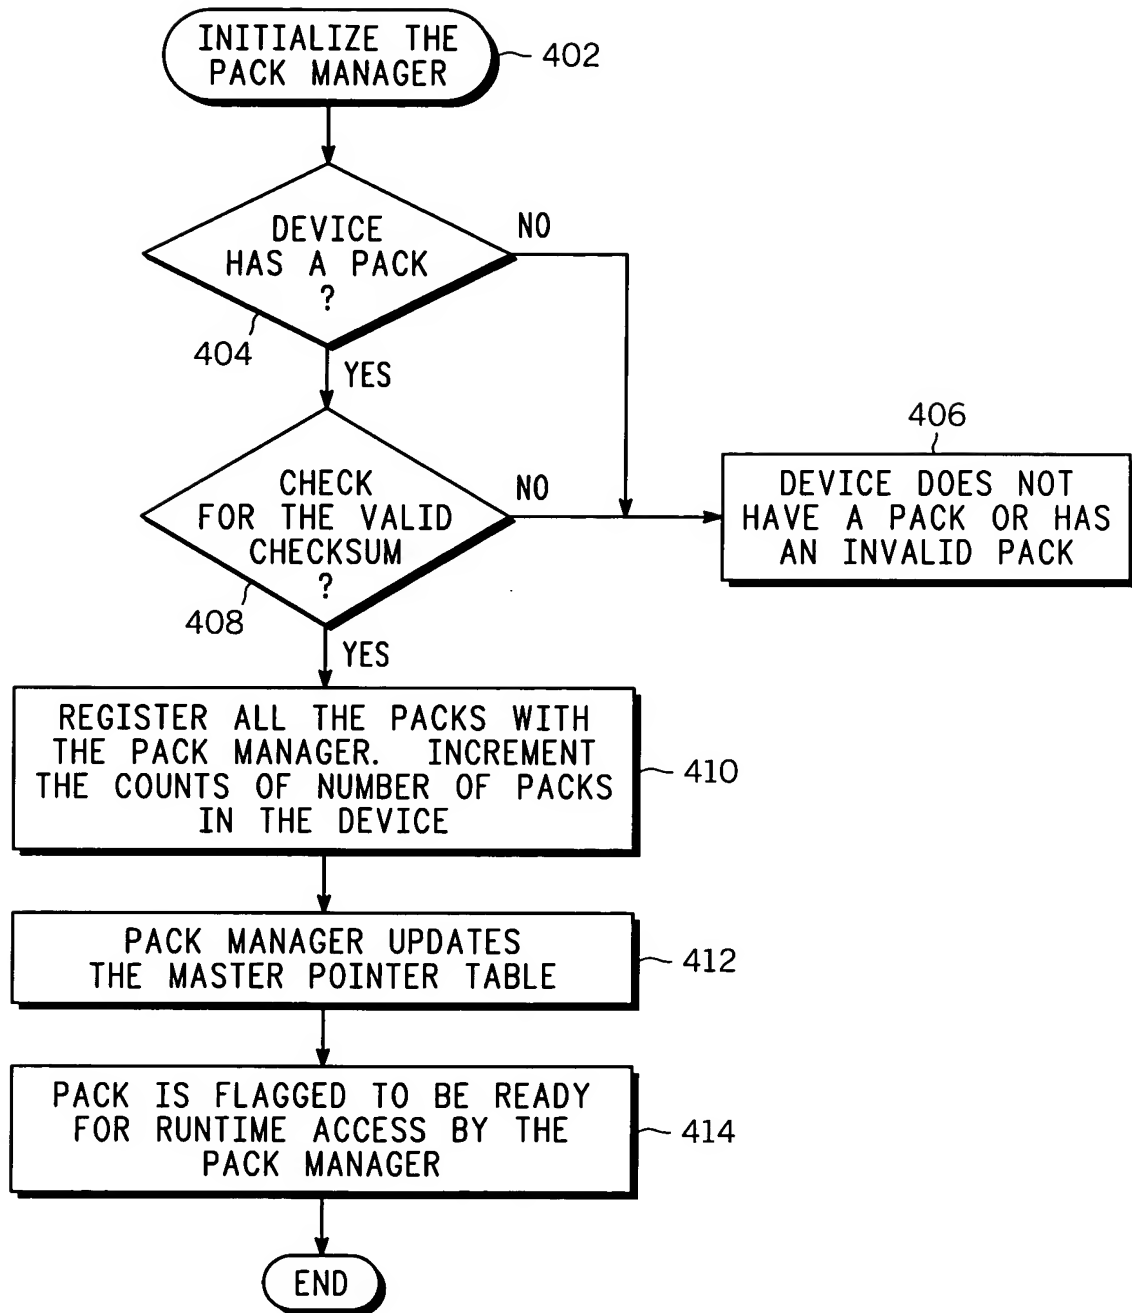 INITIALIZE THE
PACK MANAGER
402
DEVICE
HAS A PACK
?
NO
404
YES
406
CHECK
FOR THE VALID
CHECKSUM
?
NO
DEVICE DOES NOT
HAVE A PACK OR HAS
AN INVALID PACK
408
YES
REGISTER ALL THE PACKS WITH
THE PACK MANAGER. INCREMENT
THE COUNTS OF NUMBER OF PACKS
IN THE DEVICE
410
PACK MANAGER UPDATES
THE MASTER POINTER TABLE
412
PACK IS FLAGGED TO BE READY
FOR RUNTIME ACCESS BY THE
PACK MANAGER
414
END